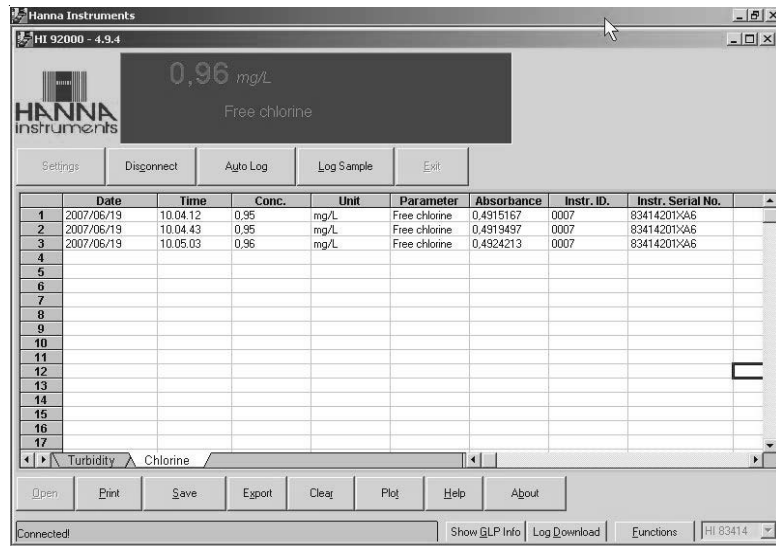 Hanna Instruments
HI 92000 - 4.9.4
0,96 mg/L
Free chlorine
HANNA
instruments
Settings Disconnect Auto Log Log Sample Exit
Date Time Conc. Unit Parameter Absorbance Instr. ID. Instr. Serial No.
1 2007/06/19 10.04.12 0,95 mg/L Free chlorine 0,4915167 0007 83414201XA6
2 2007/06/19 10.04.43 0,95 mg/L Free chlorine 0,4919497 0007 83414201XA6
3 2007/06/19 10.05.03 0,96 mg/L Free chlorine 0,4924213 0007 83414201XA6
4
5
6
7
8
9
10
11
12
13
14
15
16
17
Turbidity Chlorine
Open Print Save Export Clear Plot Help About
Connected! Show GLP Info Log Download Functions HI 83414